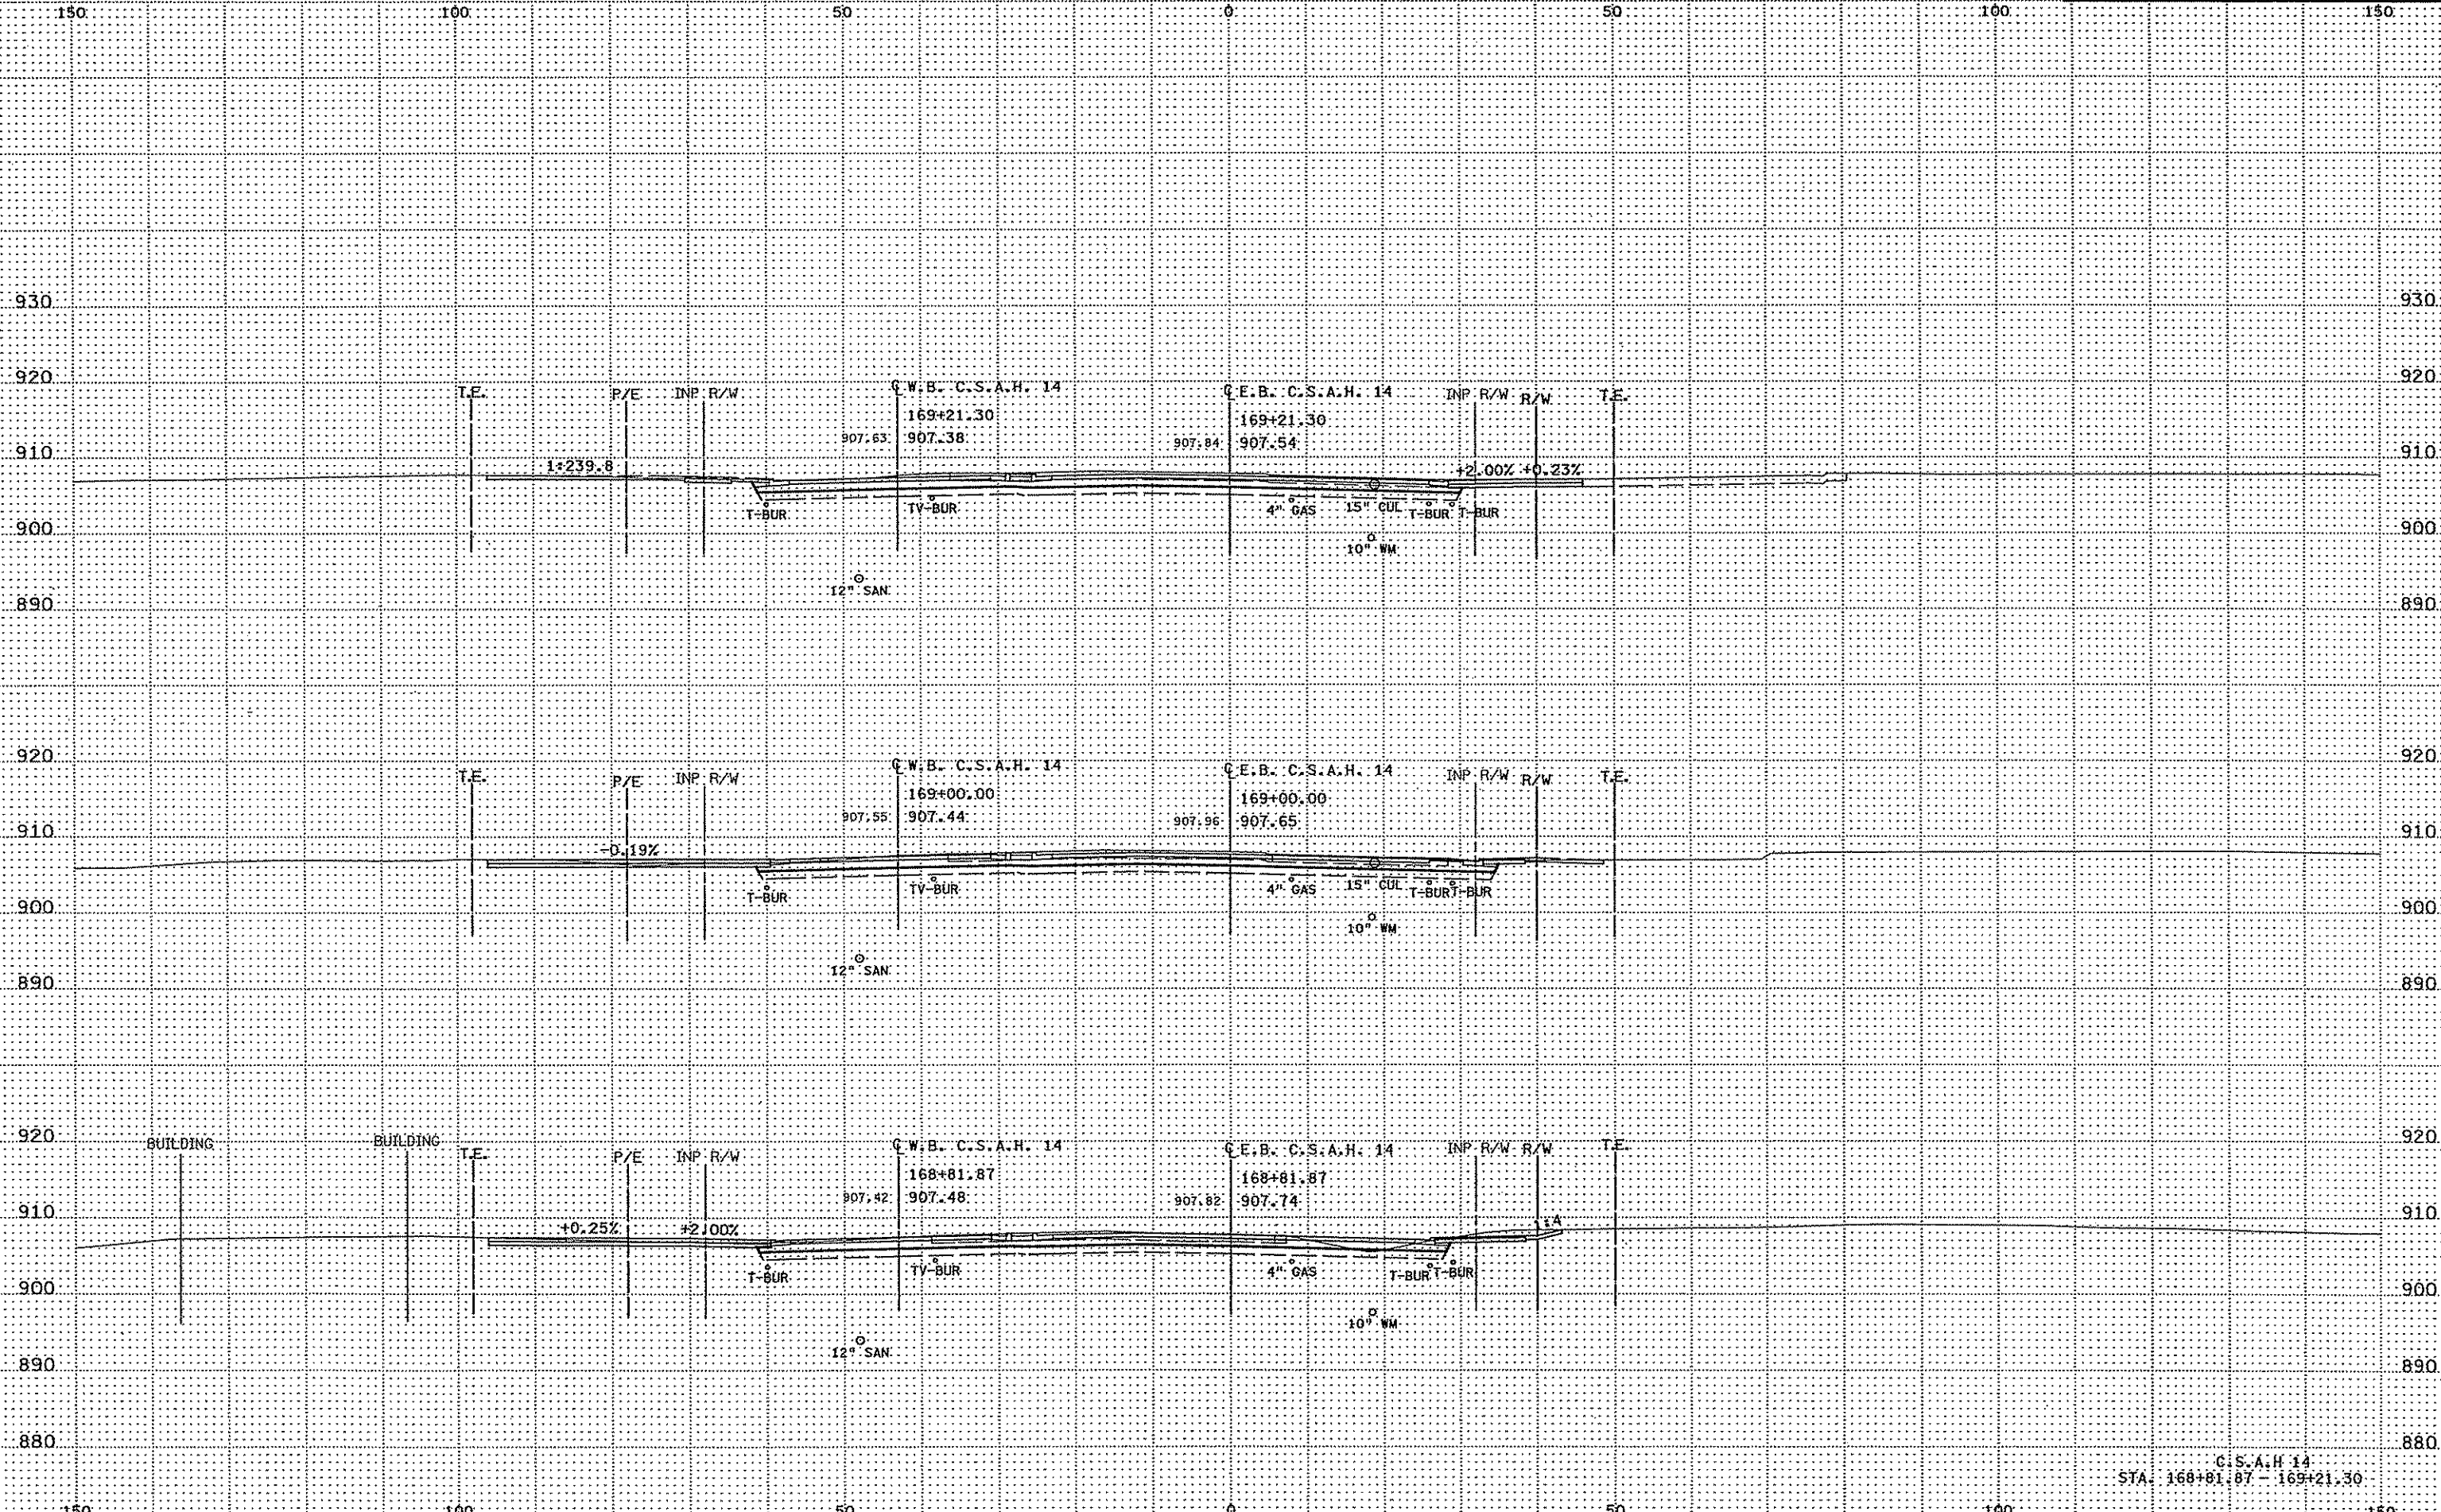 150 100 50 0 50 100 150
930 930
920 920
T.E. P/E INP R/W ℄ W.B. C.S.A.H. 14 ℄ E.B. C.S.A.H. 14 INP R/W R/W T.E.
169+21.30 169+21.30
907.63 907.38 907.84 907.54
910 910
1:239.8 +2.00% +0.23%
T-BUR TV-BUR 4" GAS 15" CUL T-BUR T-BUR
900 900
10" WM
12" SAN
890 890
920 920
T.E. P/E INP R/W ℄ W.B. C.S.A.H. 14 ℄ E.B. C.S.A.H. 14 INP R/W R/W T.E.
169+00.00 169+00.00
907.55 907.44 907.96 907.65
910 910
-0.19%
T-BUR TV-BUR 4" GAS 15" CUL T-BUR T-BUR
900 900
10" WM
12" SAN
890 890
920 920
BUILDING BUILDING T.E. P/E INP R/W ℄ W.B. C.S.A.H. 14 ℄ E.B. C.S.A.H. 14 INP R/W R/W T.E.
168+81.87 168+81.87
907.42 907.48 907.82 907.74
910 910
+0.25% +2.00% 1:4
T-BUR TV-BUR 4" GAS T-BUR T-BUR
900 900
10" WM
12" SAN
890 890
880 880
C.S.A.H 14
STA. 168+81.87 - 169+21.30
150 100 50 0 50 100 150